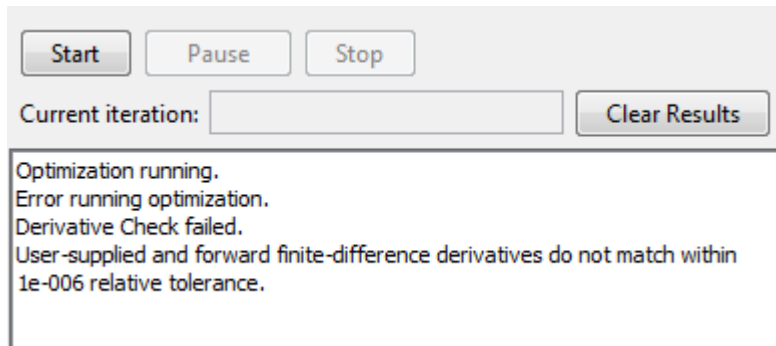 Start Pause Stop
Current iteration: Clear Results
Optimization running.
Error running optimization.
Derivative Check failed.
User-supplied and forward finite-difference derivatives do not match within
1e-006 relative tolerance.